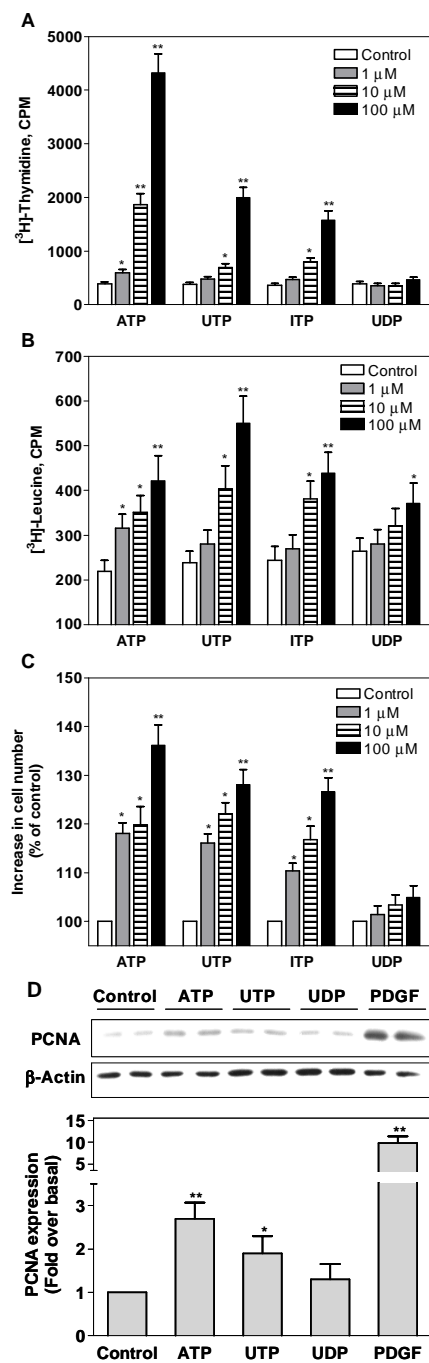 A
[³H]-Thymidine, CPM
5000
4000
3000
2000
1000
0
Control
1 μM
10 μM
100 μM
* ** **
* **
* **
ATP UTP ITP UDP
B
[³H]-Leucine, CPM
700
600
500
400
300
200
100
Control
1 μM
10 μM
100 μM
* * **
* **
* **
*
ATP UTP ITP UDP
C
Increase in cell number
(% of control)
150
140
130
120
110
100
Control
1 μM
10 μM
100 μM
* * **
* * **
* * **
ATP UTP ITP UDP
D
Control ATP UTP UDP PDGF
PCNA
β-Actin
PCNA expression
(Fold over basal)
15
10
5
3
2
1
0
** * **
Control ATP UTP UDP PDGF